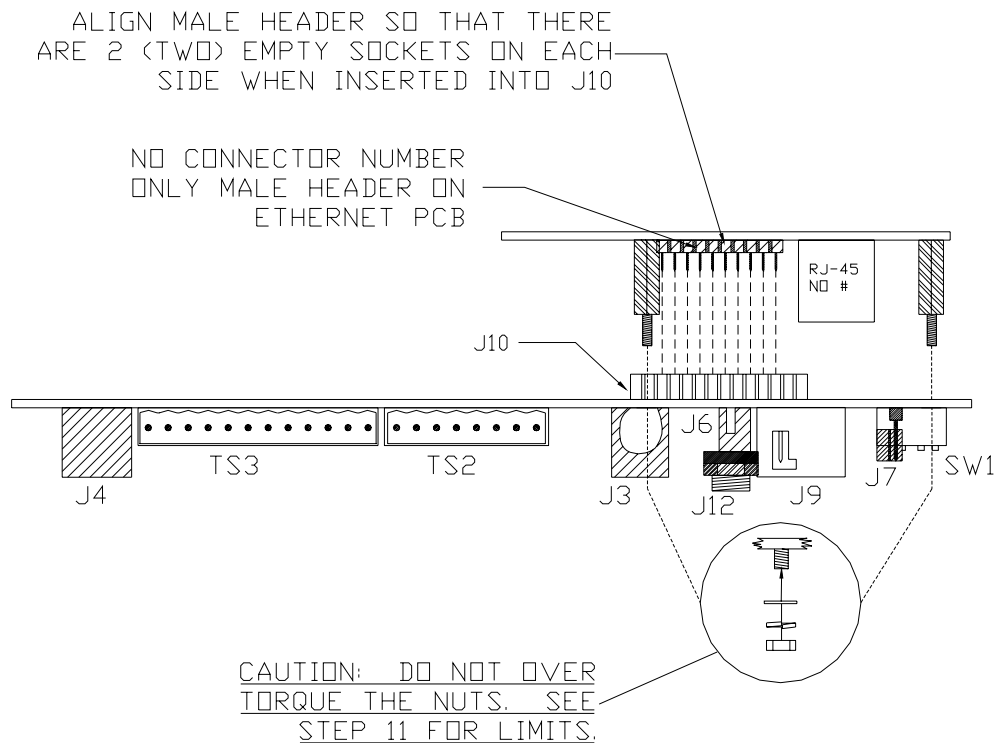 ALIGN MALE HEADER SO THAT THERE
ARE 2 (TWO) EMPTY SOCKETS ON EACH
SIDE WHEN INSERTED INTO J10
NO CONNECTOR NUMBER
ONLY MALE HEADER ON
ETHERNET PCB
RJ-45
NO #
J10
J6
TS3
TS2
J4
J3
J12
J9
J7
SW1
CAUTION: DO NOT OVER
TORQUE THE NUTS. SEE
STEP 11 FOR LIMITS.